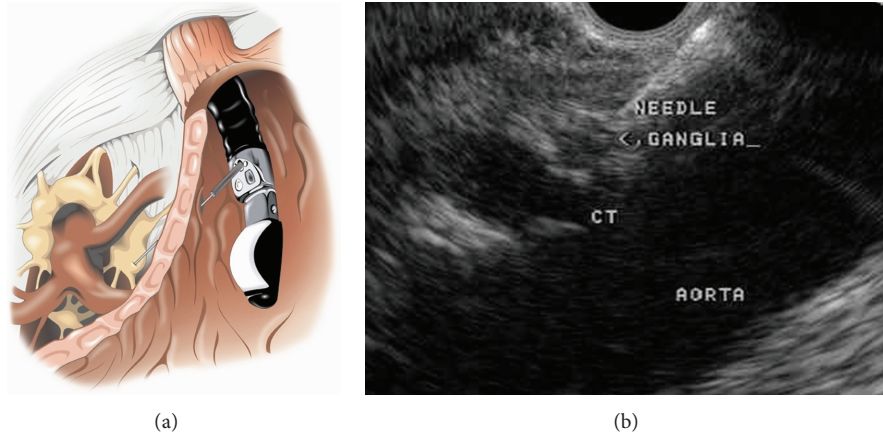 NEEDLE
<,GANGLIA_
CT
AORTA
(a)
(b)